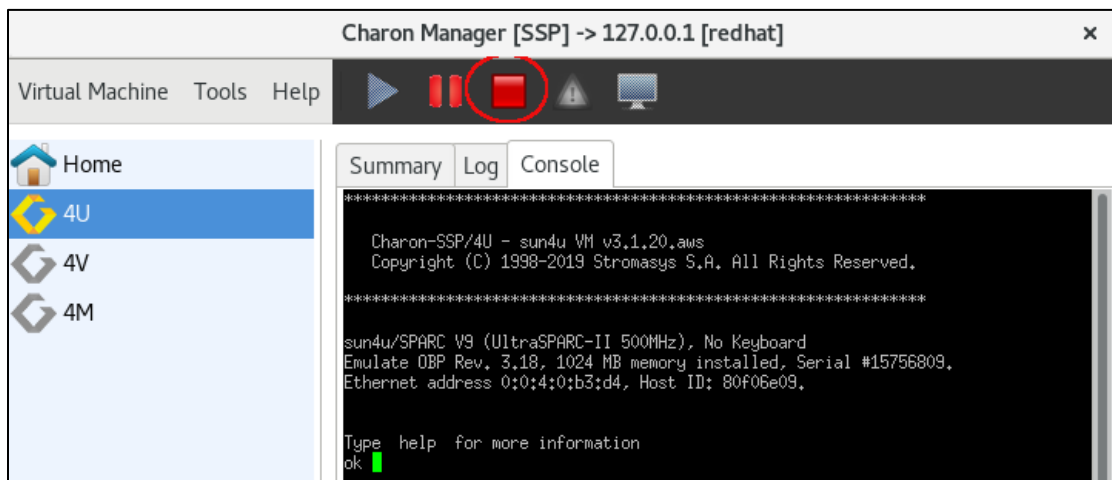 Charon Manager [SSP] -> 127.0.0.1 [redhat]
Virtual Machine Tools Help
Home
4U
4V
4M
Summary Log Console
*****************************************************************
Charon-SSP/4U - sun4u VM v3.1.20.aws
Copyright (C) 1998-2019 Stromasys S.A. All Rights Reserved.
*****************************************************************
sun4u/SPARC V9 (UltraSPARC-II 500MHz), No Keyboard
Emulate OBP Rev. 3.18, 1024 MB memory installed, Serial #15756809.
Ethernet address 0:0:4:0:b3:d4, Host ID: 80f06e09.
Type help for more information
ok